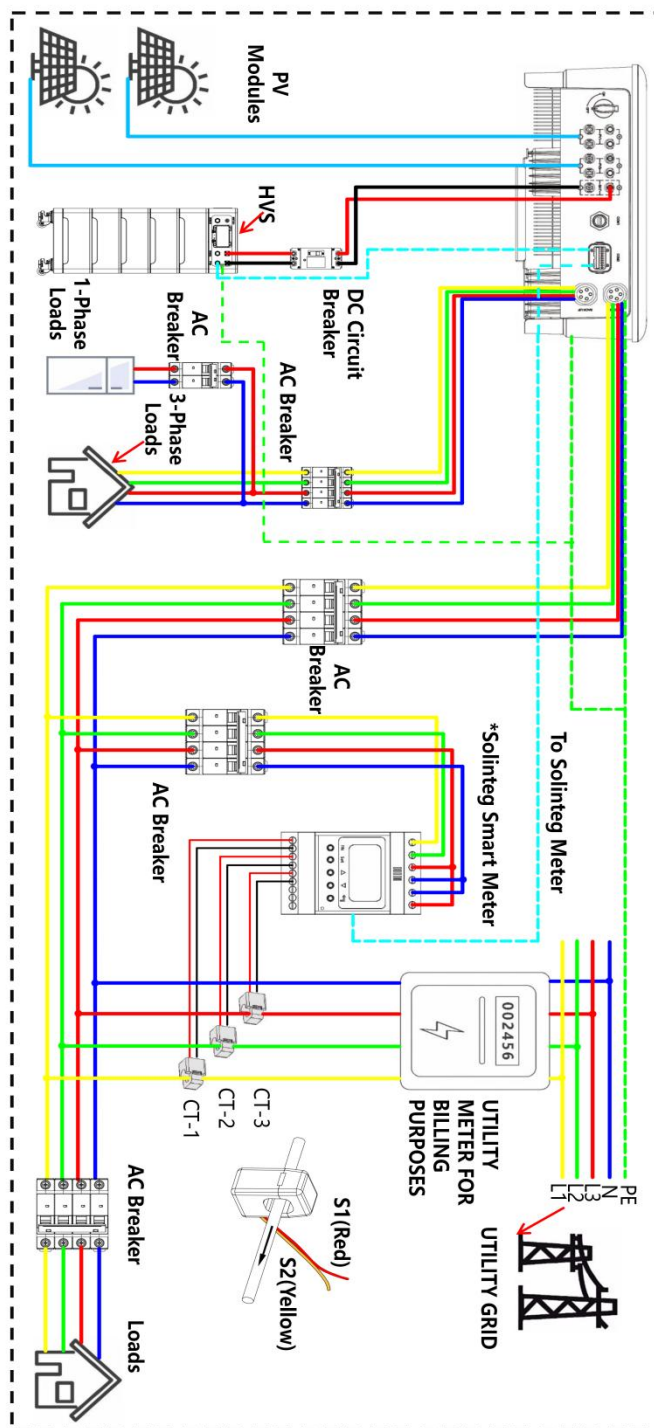 PV
Modules
HVS
DC Circuit
Breaker
1-Phase
Loads
AC
Breaker
3-Phase
Loads
AC Breaker
AC
Breaker
AC Breaker
*Solinteg Smart Meter
To Solinteg Meter
CT-1
CT-2
CT-3
002456
UTILITY
METER FOR
BILLING
PURPOSES
S1(Red)
S2(Yellow)
PE
N
L3
L2
L1
UTILITY GRID
AC Breaker
Loads